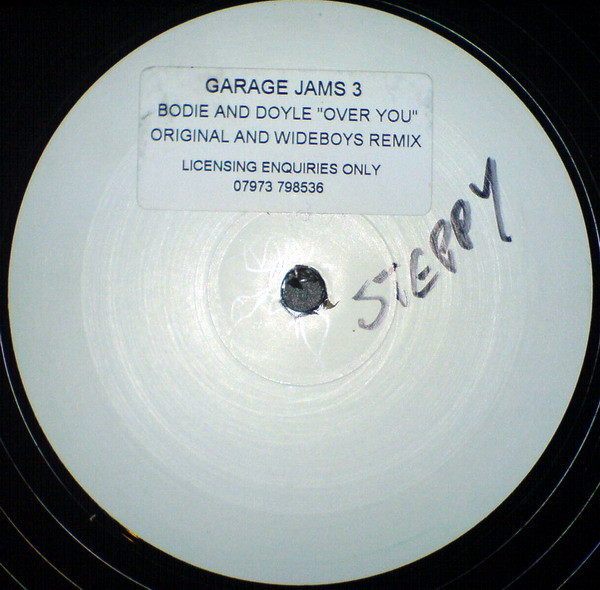 GARAGE JAMS 3
BODIE AND DOYLE "OVER YOU"
ORIGINAL AND WIDEBOYS REMIX
LICENSING ENQUIRIES ONLY
07973 798536
STEPPY